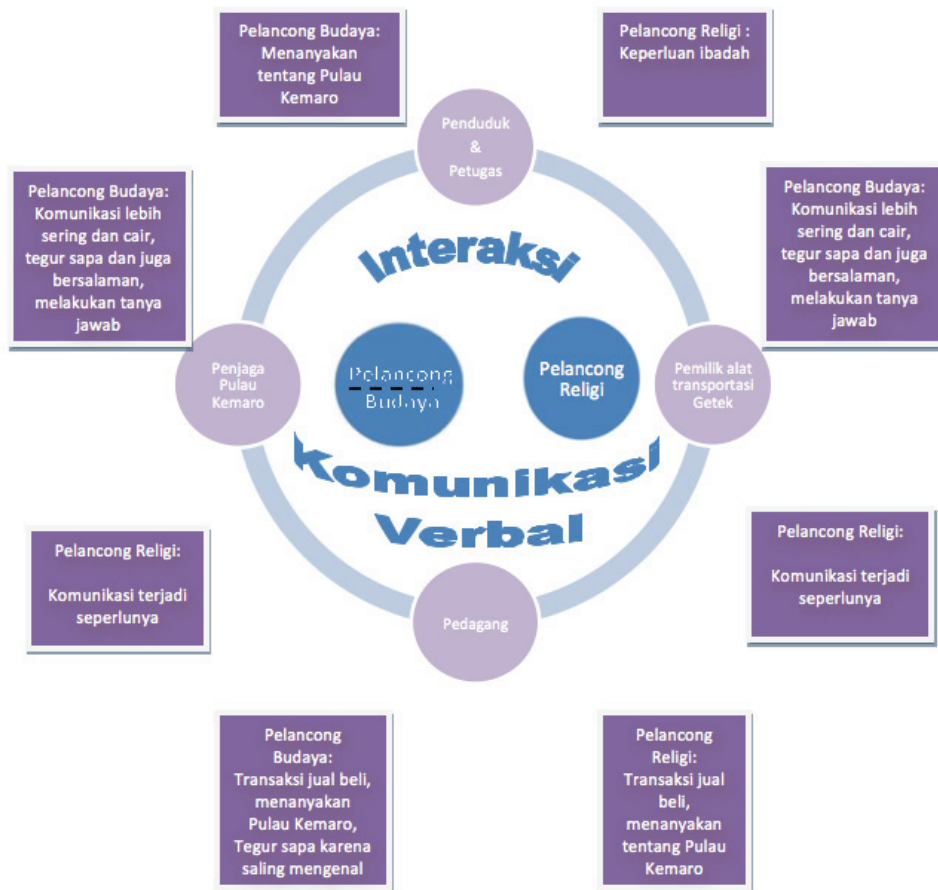 Pelancong Budaya:
Menanyakan
tentang Pulau
Kemaro
Pelancong Religi :
Keperluan ibadah
Penduduk
&
Petugas
Pelancong Budaya:
Komunikasi lebih
sering dan cair,
tegur sapa dan juga
bersalaman,
melakukan tanya
jawab
Pelancong Budaya:
Komunikasi lebih
sering dan cair,
tegur sapa dan juga
bersalaman,
melakukan tanya
jawab
Interaksi
Penjaga
Pulau
Kemaro
Pelancong
Budaya
Pelancong
Religi
Pemilik alat
transportasi
Getek
Komunikasi
Verbal
Pelancong Religi:
Komunikasi terjadi
seperlunya
Pelancong Religi:
Komunikasi terjadi
seperlunya
Pedagang
Pelancong
Budaya:
Transaksi jual beli,
menanyakan
Pulau Kemaro,
Tegur sapa karena
saling mengenal
Pelancong
Religi:
Transaksi jual
beli,
menanyakan
tentang Pulau
Kemaro